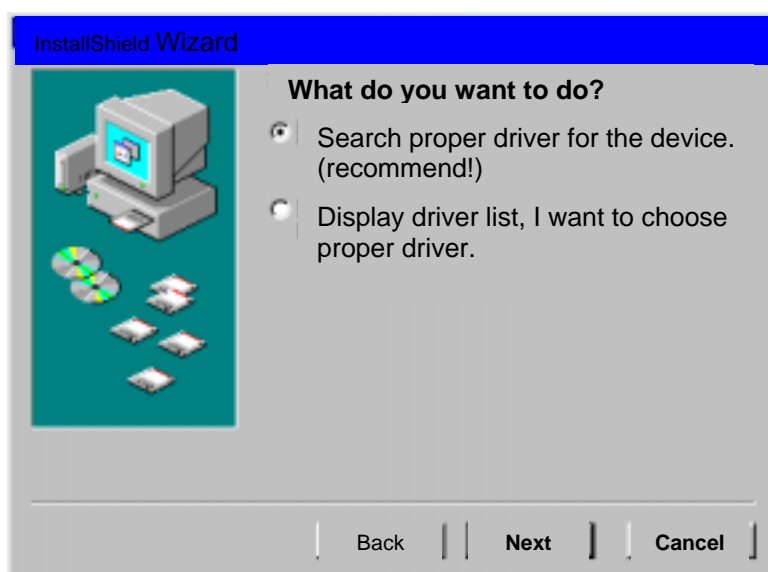 InstallShield Wizard
What do you want to do?
Search proper driver for the device.
(recommend!)
Display driver list, I want to choose
proper driver.
Back Next Cancel